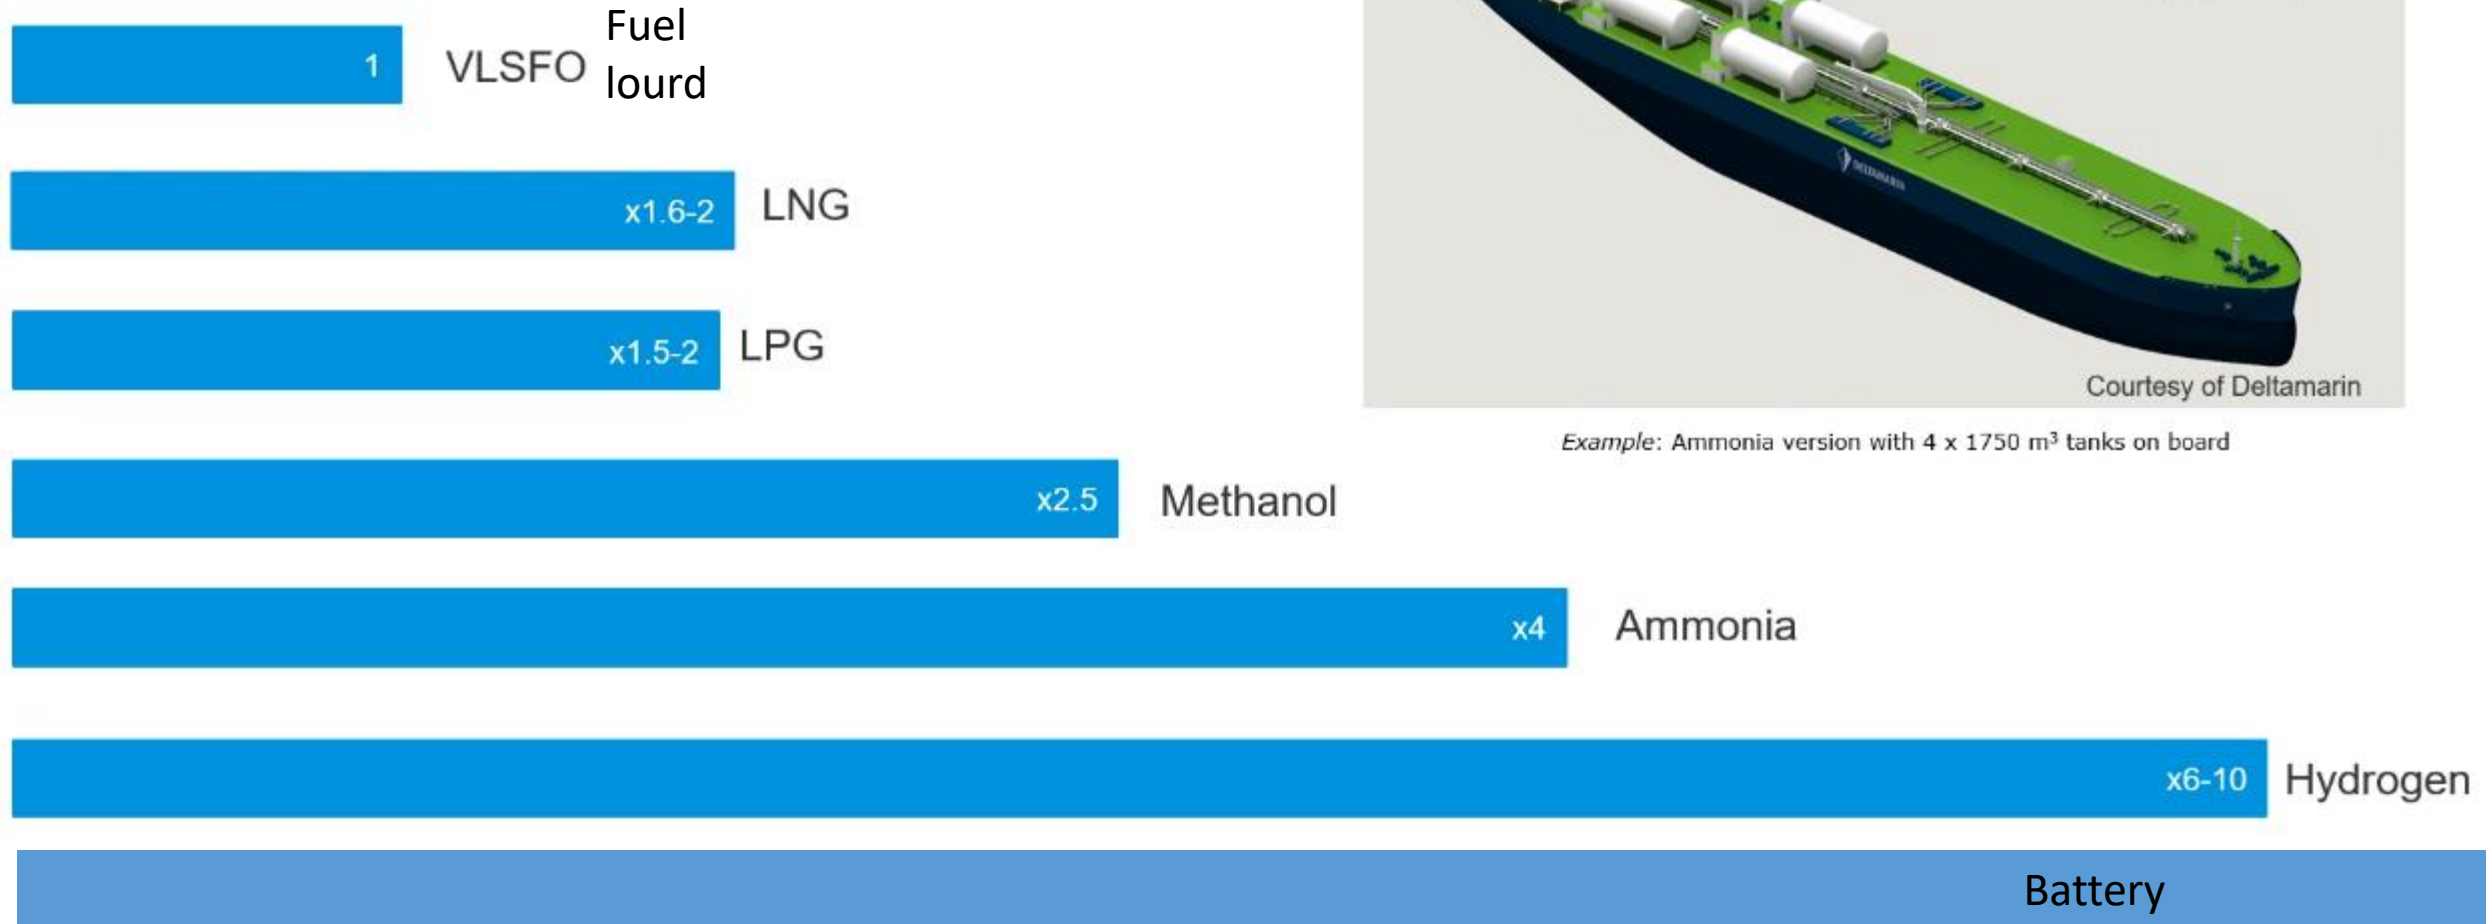 Fuel
lourd
1
VLSFO
x1.6-2
LNG
x1.5-2
LPG
DELTAMARIN
Courtesy of Deltamarin
Example: Ammonia version with 4 x 1750 m³ tanks on board
x2.5
Methanol
x4
Ammonia
x6-10
Hydrogen
Battery